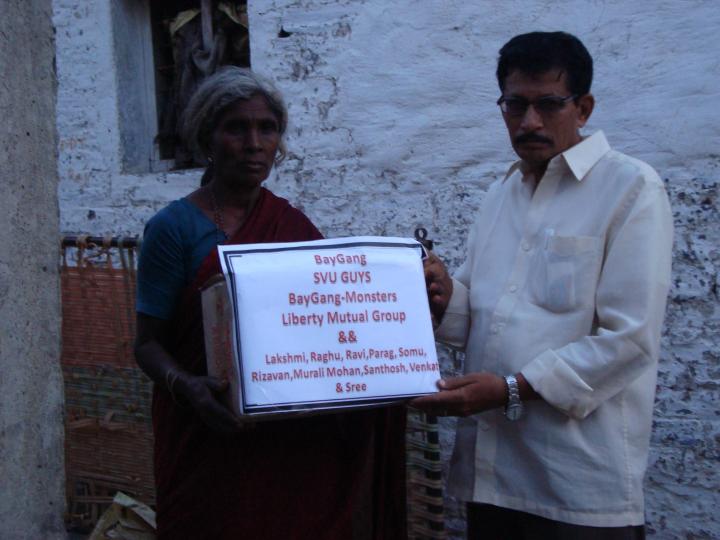 BayGang
SVU GUYS
BayGang-Monsters
Liberty Mutual Group
&&
Lakshmi, Raghu, Ravi,Parag, Somu,
Rizavan,Murali Mohan,Santhosh, Venkat
& Sree